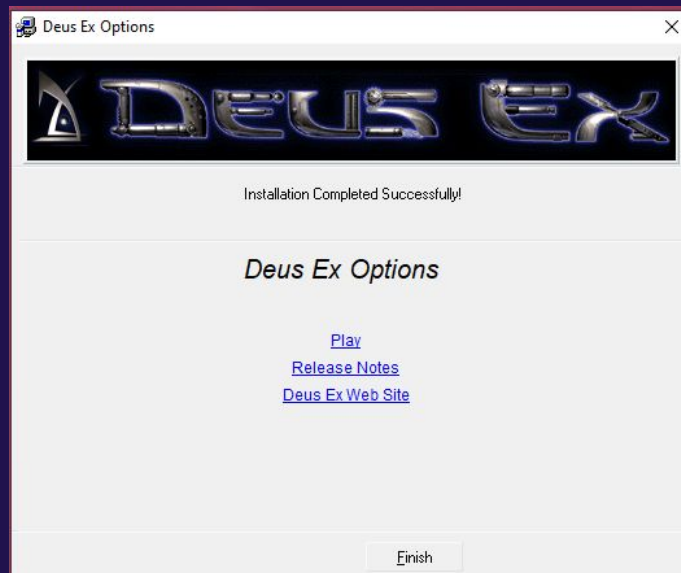 Deus Ex Options
DEUS EX
Installation Completed Successfully!
Deus Ex Options
Play
Release Notes
Deus Ex Web Site
Finish